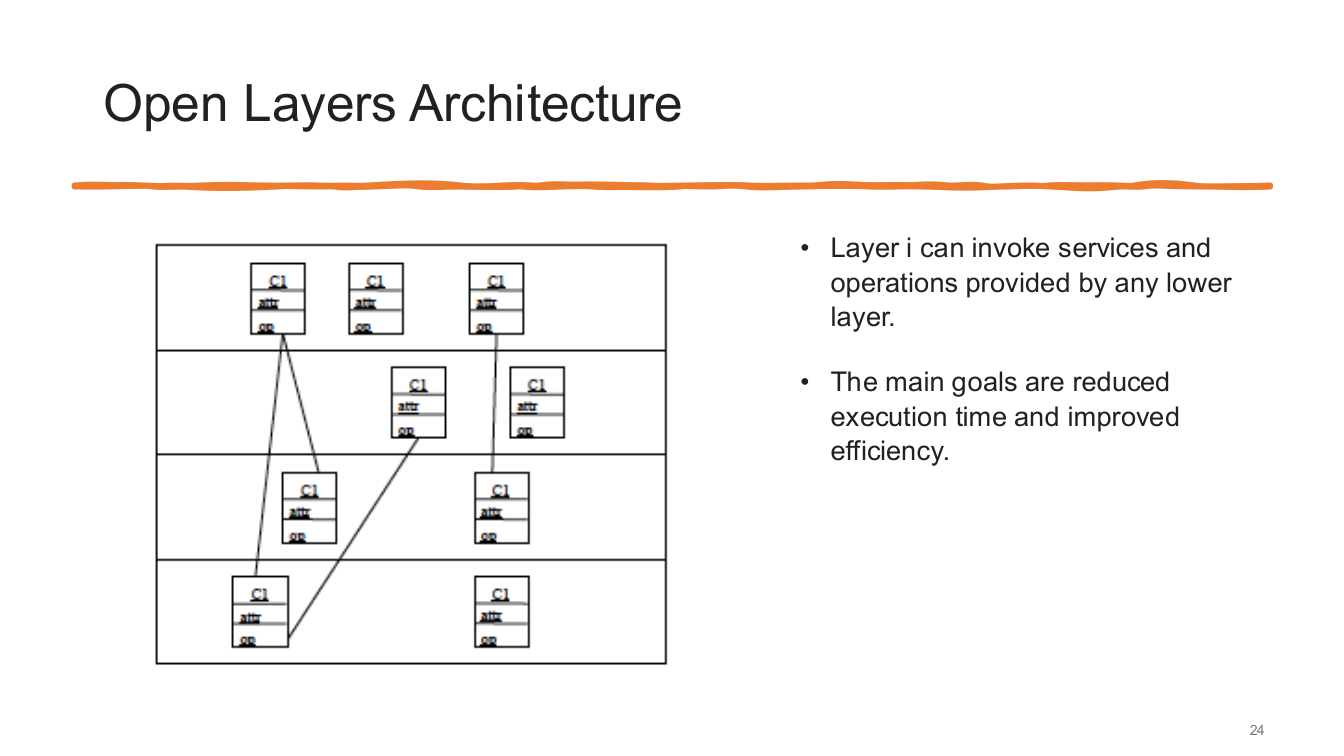 Open Layers Architecture
C1
attr
op
C1
attr
op
C1
attr
op
C1
attr
op
C1
attr
op
C1
attr
op
C1
attr
op
C1
attr
op
C1
attr
op
• Layer i can invoke services and
operations provided by any lower
layer.
• The main goals are reduced
execution time and improved
efficiency.
24